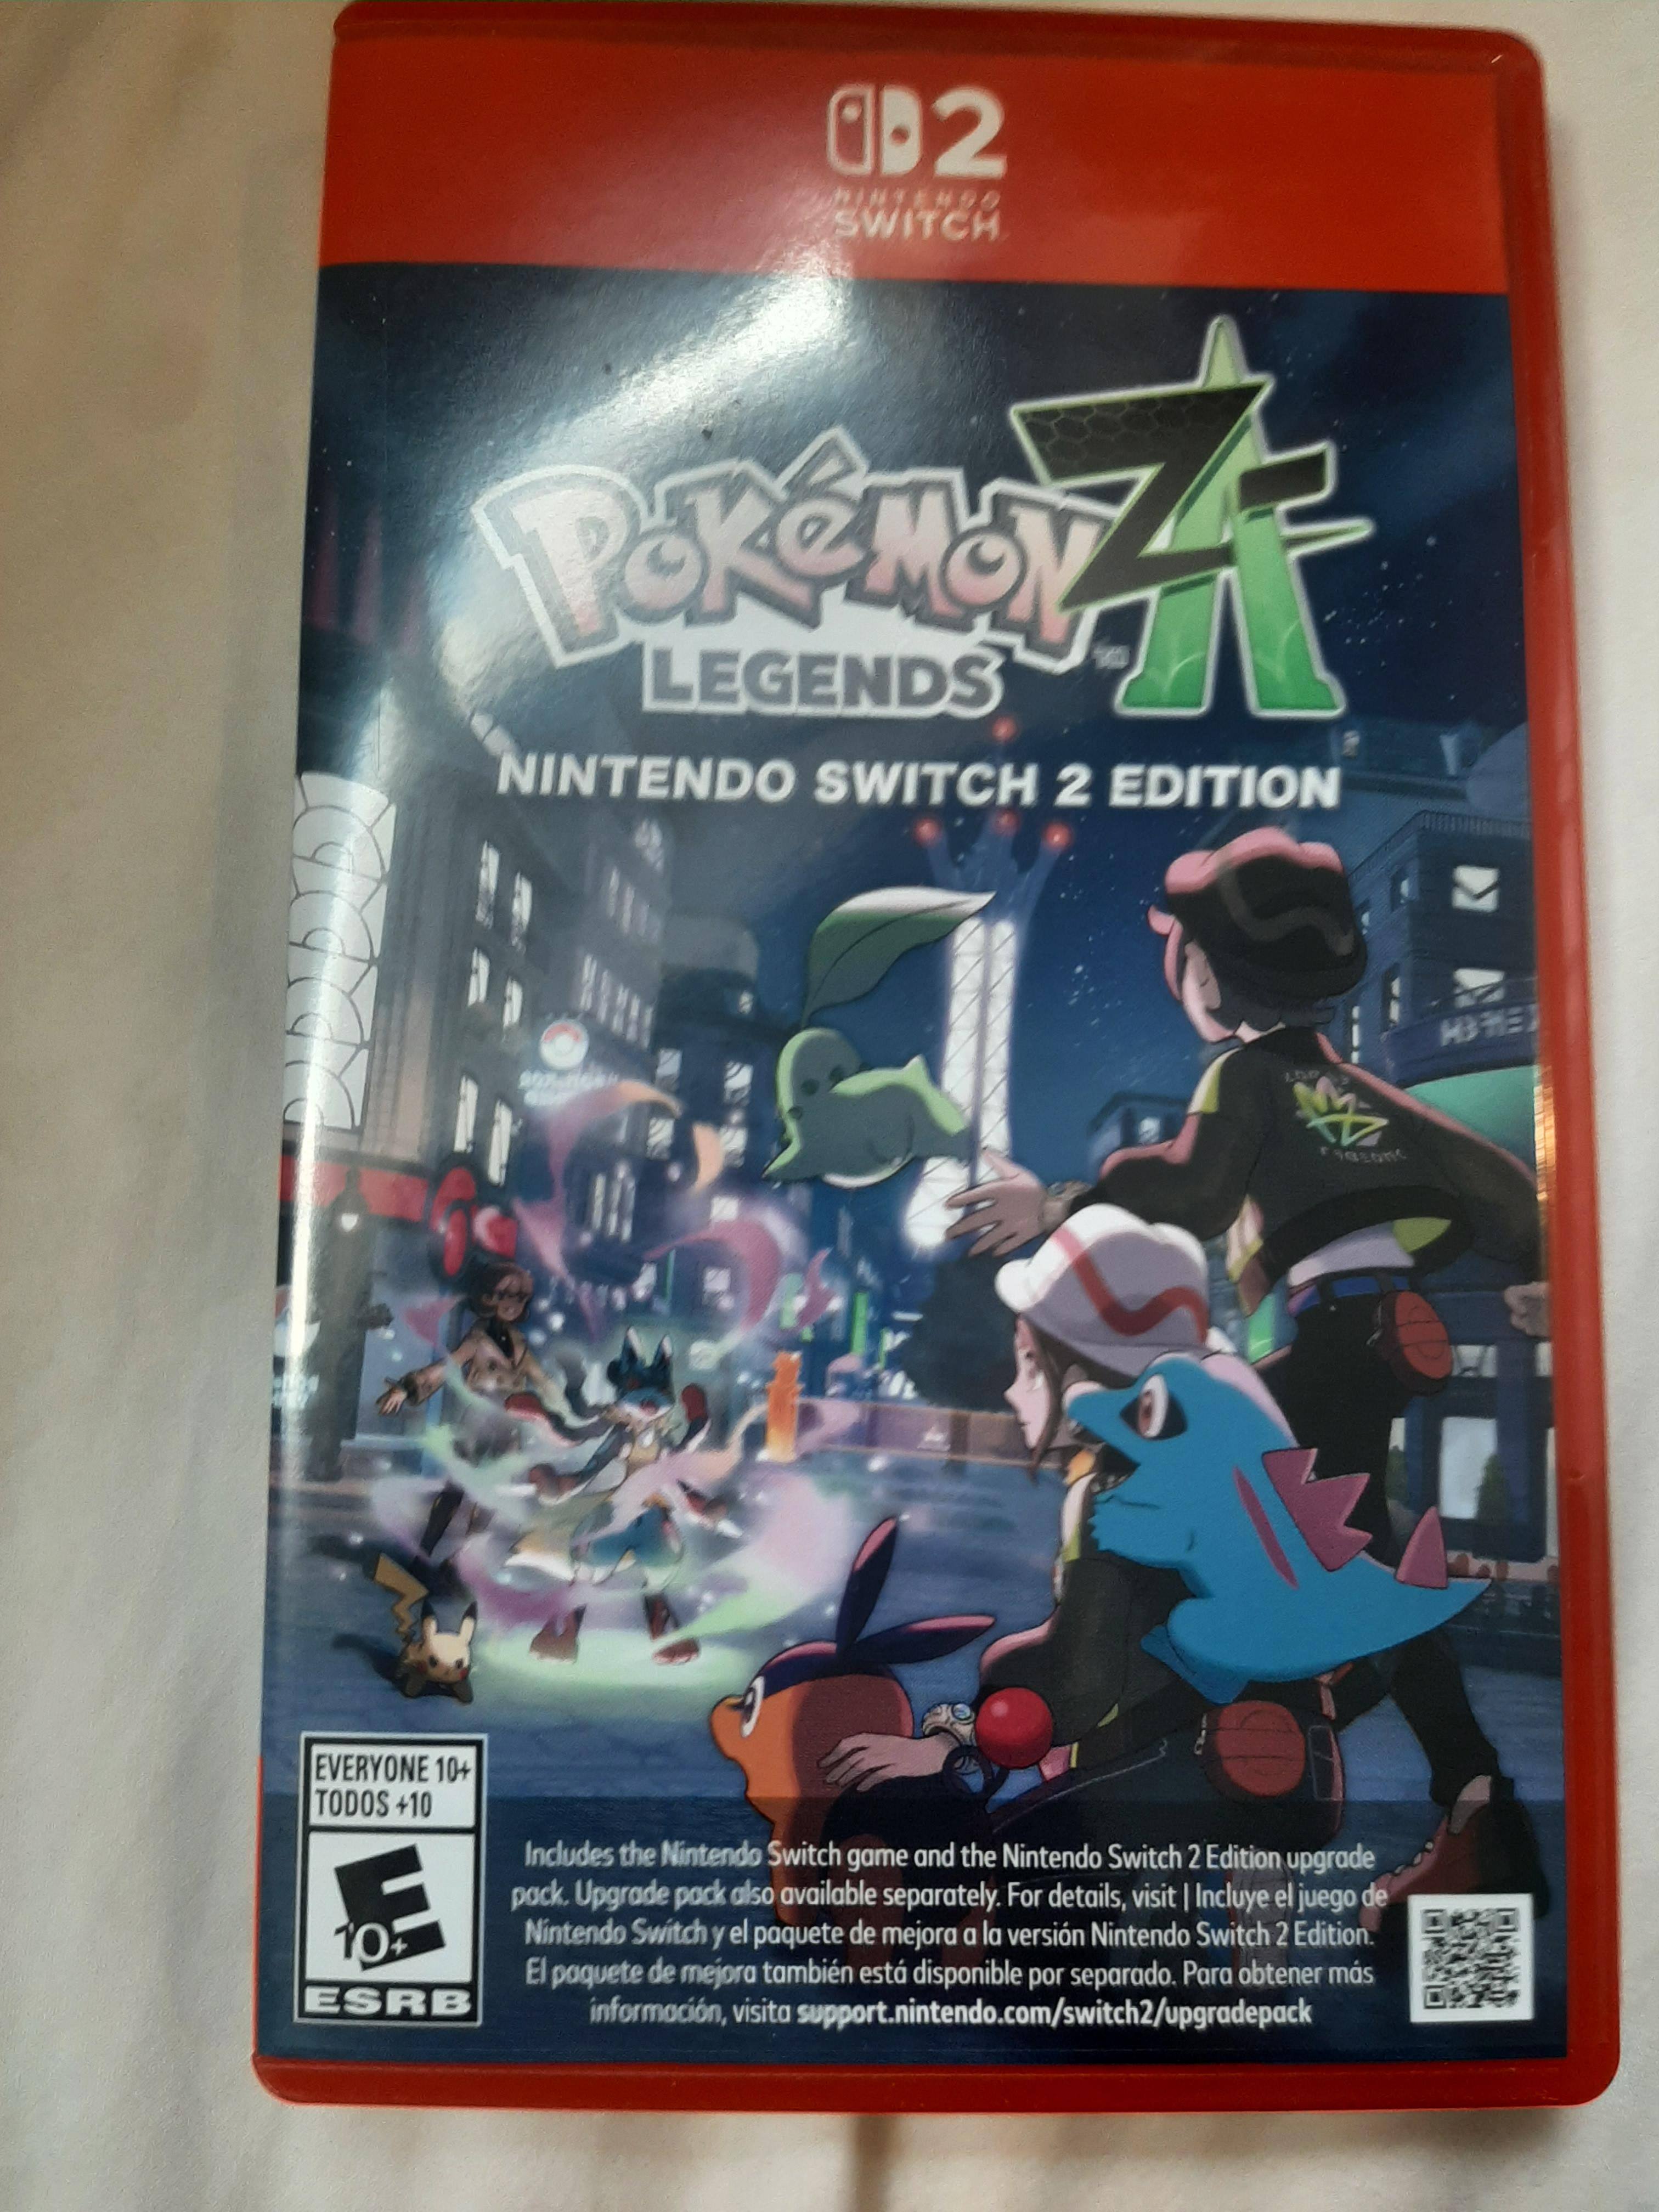 2
NINTENDO
SWITCH
POKéMON
LEGENDS
ZA
NINTENDO SWITCH 2 EDITION
EVERYONE 10+
TODOS +10
E
10+
ESRB
Includes the Nintendo Switch game and the Nintendo Switch 2 Edition upgrade
pack. Upgrade pack also available separately. For details, visit | Incluye el juego de
Nintendo Switch y el paquete de mejora a la versión Nintendo Switch 2 Edition.
El paquete de mejora también está disponible por separado. Para obtener más
información, visita support.nintendo.com/switch2/upgradepack